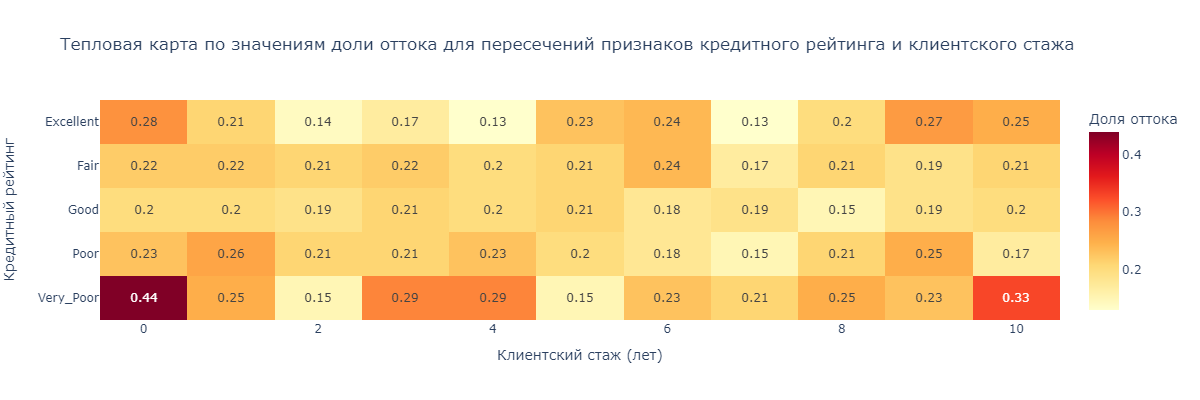 Тепловая карта по значениям доли оттока для пересечений признаков кредитного рейтинга и клиентского стажа
Кредитный рейтинг
Excellent 0.28 0.21 0.14 0.17 0.13 0.23 0.24 0.13 0.2 0.27 0.25
Fair 0.22 0.22 0.21 0.22 0.2 0.21 0.24 0.17 0.21 0.19 0.21
Good 0.2 0.2 0.19 0.21 0.2 0.21 0.18 0.19 0.15 0.19 0.2
Poor 0.23 0.26 0.21 0.21 0.23 0.2 0.18 0.15 0.21 0.25 0.17
Very_Poor 0.44 0.25 0.15 0.29 0.29 0.15 0.23 0.21 0.25 0.23 0.33
0 2 4 6 8 10
Клиентский стаж (лет)
Доля оттока
0.4
0.3
0.2